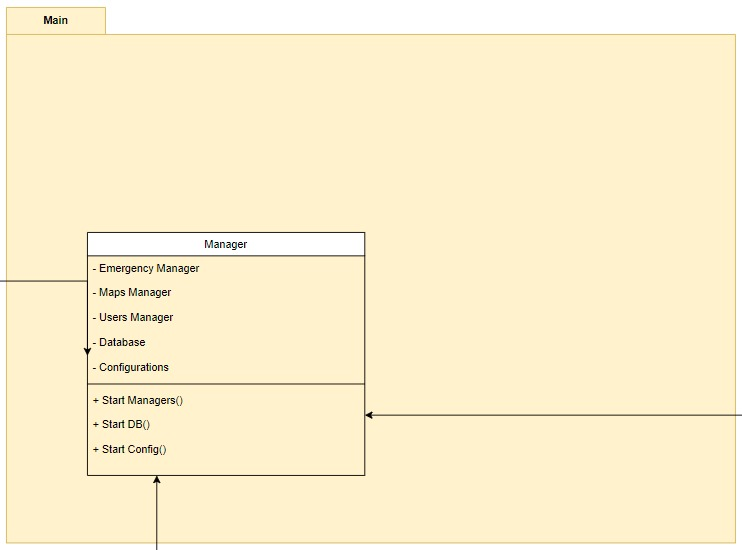 Main
Manager
- Emergency Manager
- Maps Manager
- Users Manager
- Database
- Configurations
+ Start Managers()
+ Start DB()
+ Start Config()